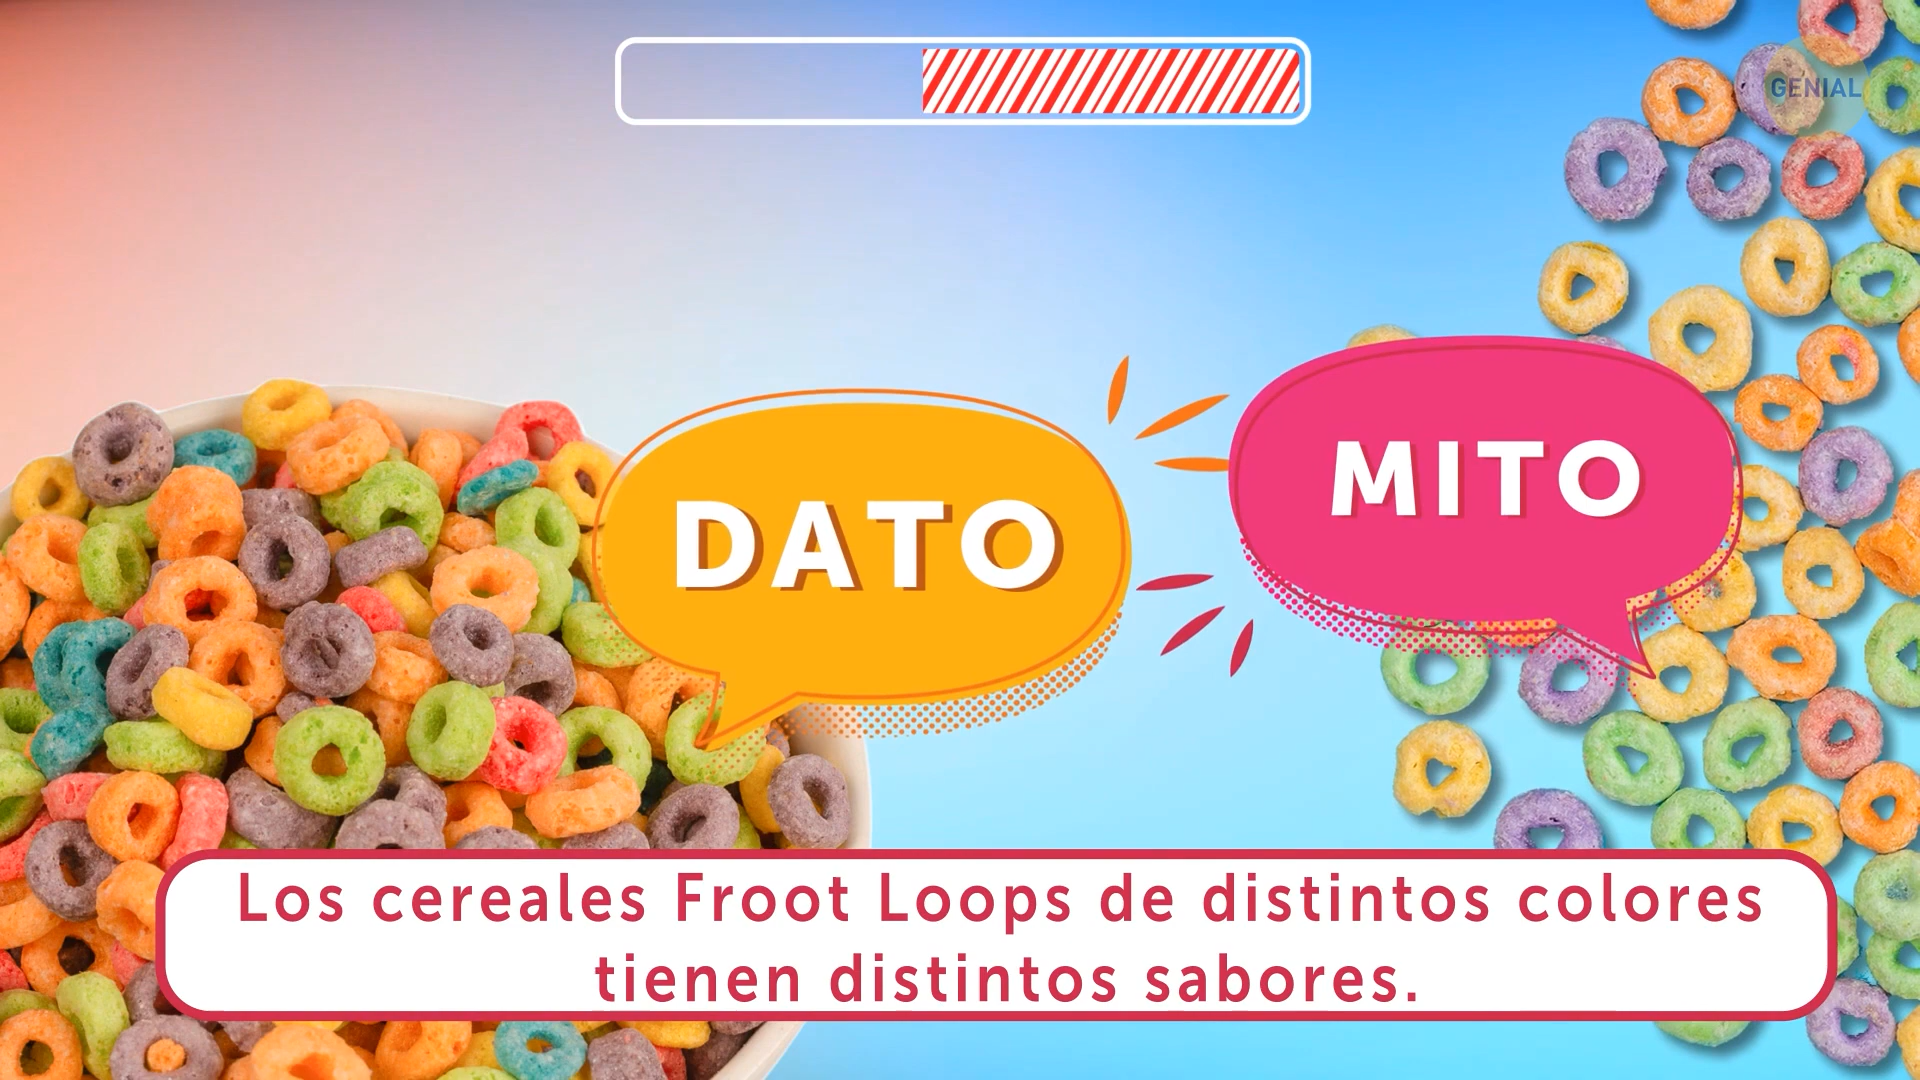 GENIAL
DATO
MITO
Los cereales Froot Loops de distintos colores
tienen distintos sabores.